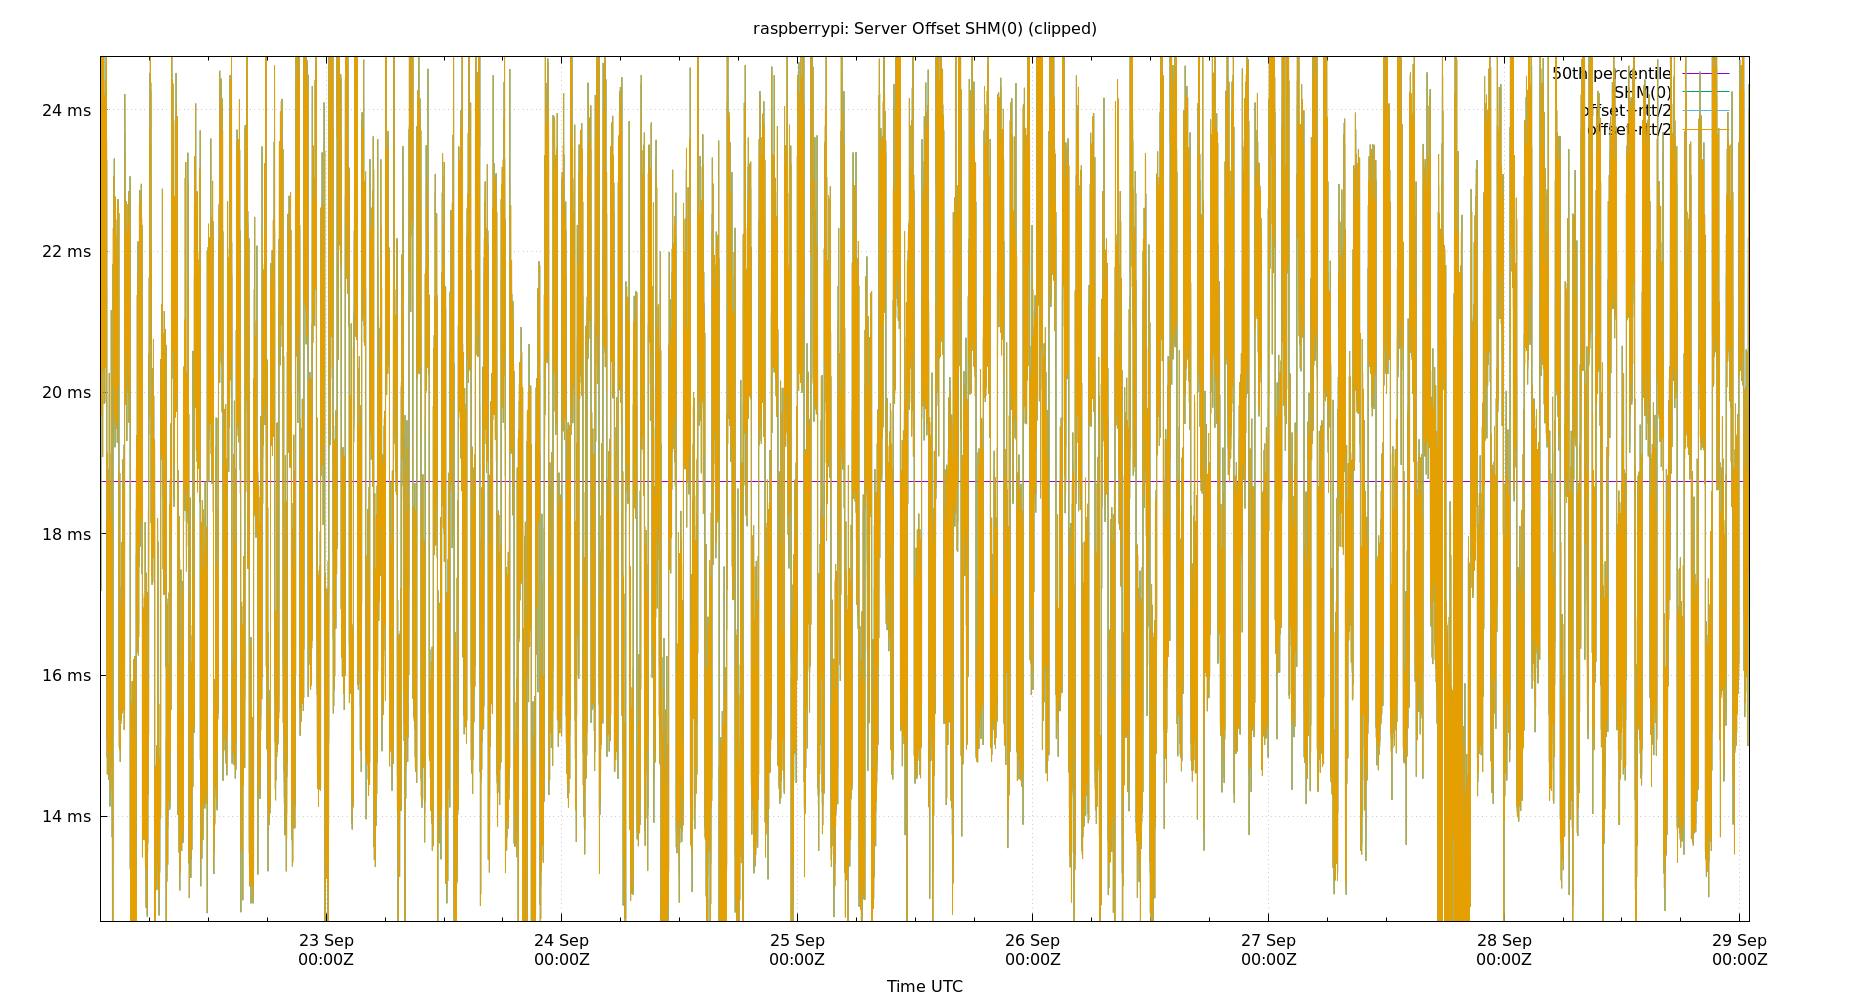 raspberrypi: Server Offset SHM(0) (clipped)
50th percentile
SHM(0)
offset+rtt/2
offset-rtt/2
24 ms
22 ms
20 ms
18 ms
16 ms
14 ms
23 Sep
00:00Z
24 Sep
00:00Z
25 Sep
00:00Z
26 Sep
00:00Z
27 Sep
00:00Z
28 Sep
00:00Z
29 Sep
00:00Z
Time UTC